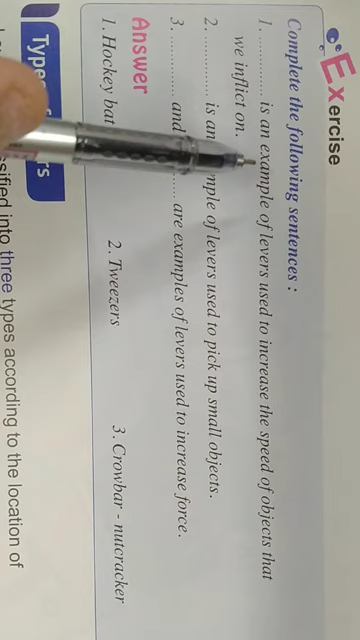 Exercise
Complete the following sentences :
1. .......... is an example of levers used to increase the speed of objects that
we inflict on.
2. ......... is an mple of levers used to pick up small objects.
3. .......... and ..... are examples of levers used to increase force.
Answer
1. Hockey bat 2. Tweezers 3. Crowbar - nutcracker
Types rs
ssified into three types according to the location of